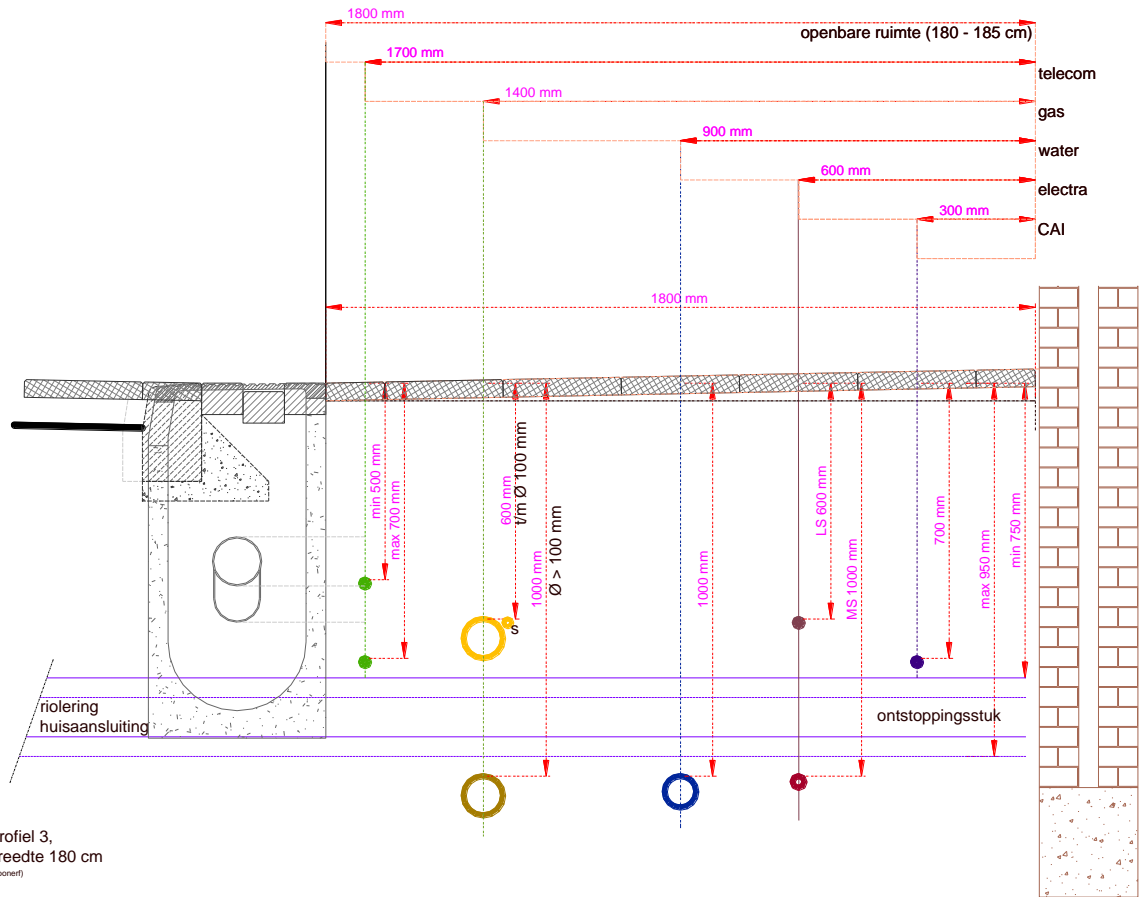 1800 mm
openbare ruimte (180 - 185 cm)
1700 mm
telecom
1400 mm
gas
900 mm
water
600 mm
electra
300 mm
CAI
1800 mm
min 500 mm
max 700 mm
600 mm
t/m Ø 100 mm
1000 mm
Ø > 100 mm
1000 mm
LS 600 mm
MS 1000 mm
700 mm
max 950 mm
min 750 mm
s
riolering
huisaansluiting
ontstoppingsstuk
rofiel 3,
reedte 180 cm
oonerf)